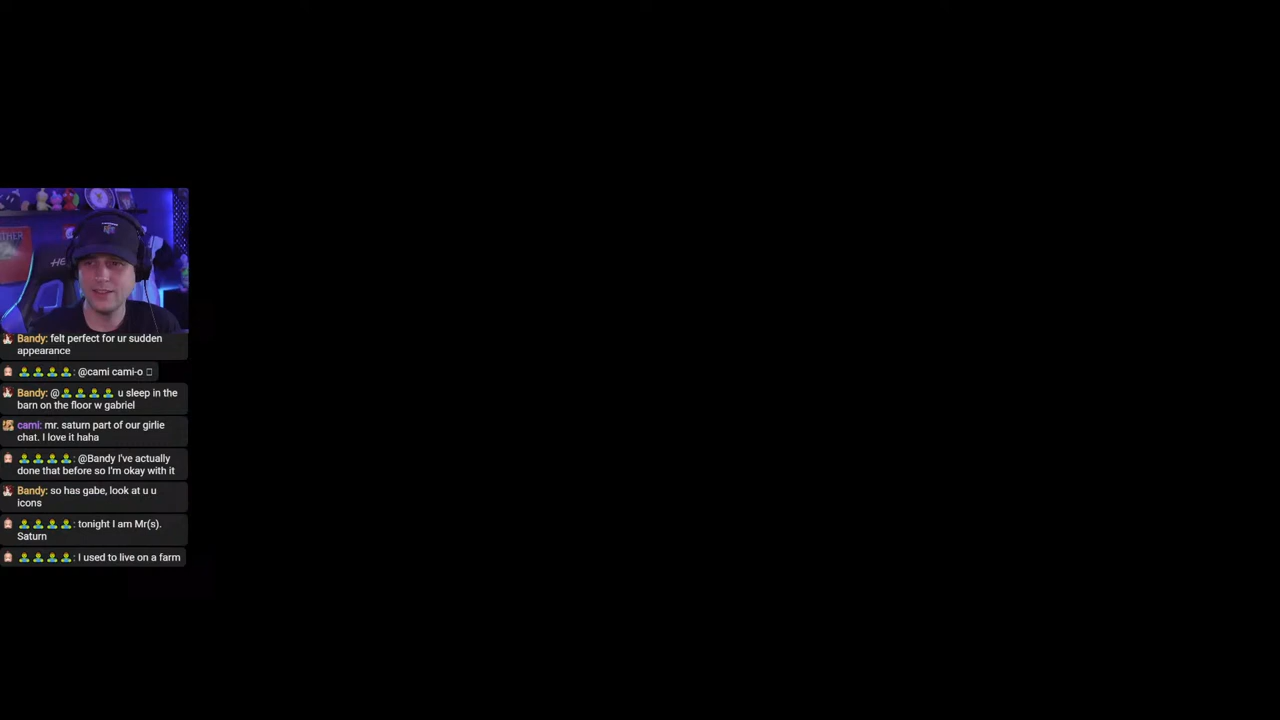 THER
HE
Bandy: felt perfect for ur sudden
appearance
🧟‍♂️🧟‍♂️🧟‍♂️🧟‍♂️: @cami cami-o ▯
Bandy: @🧟‍♂️🧟‍♂️🧟‍♂️🧟‍♂️ u sleep in the
barn on the floor w gabriel
cami: mr. saturn part of our girlie
chat. I love it haha
🧟‍♂️🧟‍♂️🧟‍♂️🧟‍♂️: @Bandy I've actually
done that before so I'm okay with it
Bandy: so has gabe, look at u u
icons
🧟‍♂️🧟‍♂️🧟‍♂️🧟‍♂️: tonight I am Mr(s).
Saturn
🧟‍♂️🧟‍♂️🧟‍♂️🧟‍♂️: I used to live on a farm